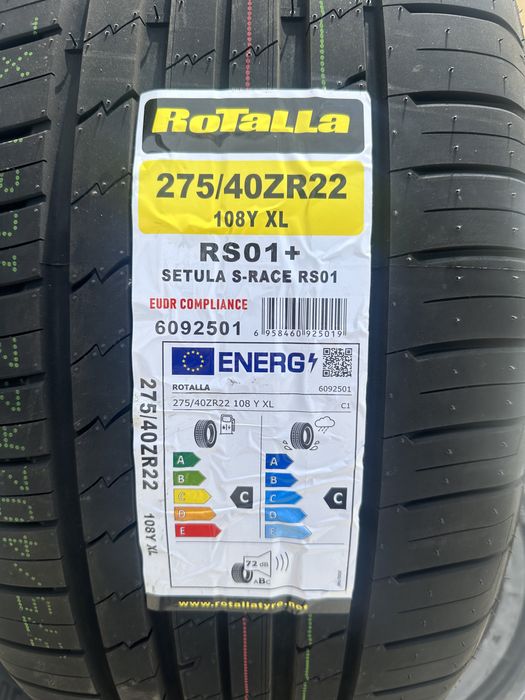 RoTaLLa
275/40ZR22
108Y XL
RS01+
SETULA S-RACE RS01
EUDR COMPLIANCE
6092501
6 958460 925019
ENERG
ROTALLA
6092501
275/40ZR22 108 Y XL
C1
A
B
C
D
E
C
A
B
C
D
E
C
72 dB
ABC
www.rotallatyre.net
275/40ZR22
108Y XL